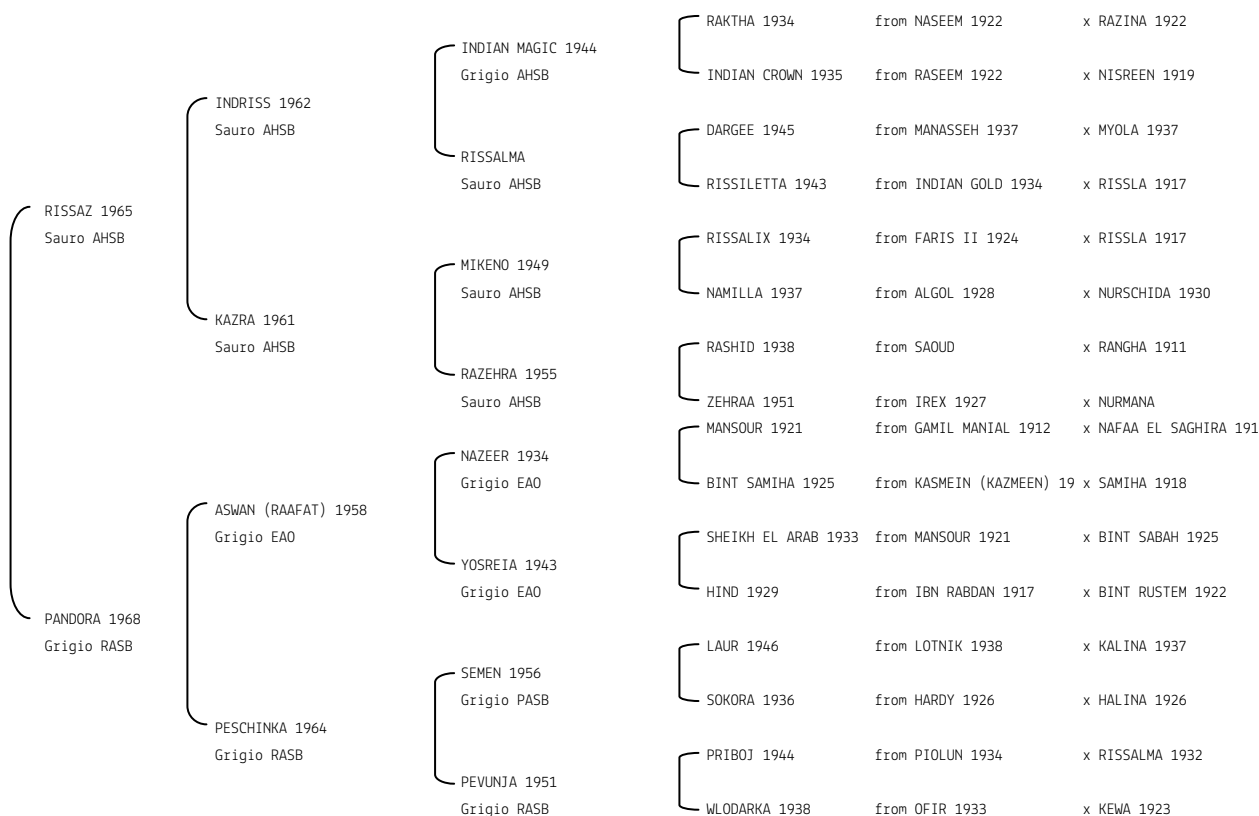 RAKTHA 1934 from NASEEM 1922 x RAZINA 1922
INDIAN MAGIC 1944
Grigio AHSB INDIAN CROWN 1935 from RASEEM 1922 x NISREEN 1919
INDRISS 1962
Sauro AHSB DARGEE 1945 from MANASSEH 1937 x MYOLA 1937
RISSALMA
Sauro AHSB RISSILETTA 1943 from INDIAN GOLD 1934 x RISSLA 1917
RISSAZ 1965
Sauro AHSB RISSALIX 1934 from FARIS II 1924 x RISSLA 1917
MIKENO 1949
Sauro AHSB NAMILLA 1937 from ALGOL 1928 x NURSCHIDA 1930
KAZRA 1961
Sauro AHSB RASHID 1938 from SAOUD x RANGHA 1911
RAZEHRA 1955
Sauro AHSB ZEHRAA 1951 from IREX 1927 x NURMANA
MANSOUR 1921 from GAMIL MANIAL 1912 x NAFAA EL SAGHIRA 191
NAZEER 1934
Grigio EAO BINT SAMIHA 1925 from KASMEIN (KAZMEEN) 19 x SAMIHA 1918
ASWAN (RAAFAT) 1958
Grigio EAO SHEIKH EL ARAB 1933 from MANSOUR 1921 x BINT SABAH 1925
YOSREIA 1943
Grigio EAO HIND 1929 from IBN RABDAN 1917 x BINT RUSTEM 1922
PANDORA 1968
Grigio RASB LAUR 1946 from LOTNIK 1938 x KALINA 1937
SEMEN 1956
Grigio PASB SOKORA 1936 from HARDY 1926 x HALINA 1926
PESCHINKA 1964
Grigio RASB PRIBOJ 1944 from PIOLUN 1934 x RISSALMA 1932
PEVUNJA 1951
Grigio RASB WLODARKA 1938 from OFIR 1933 x KEWA 1923